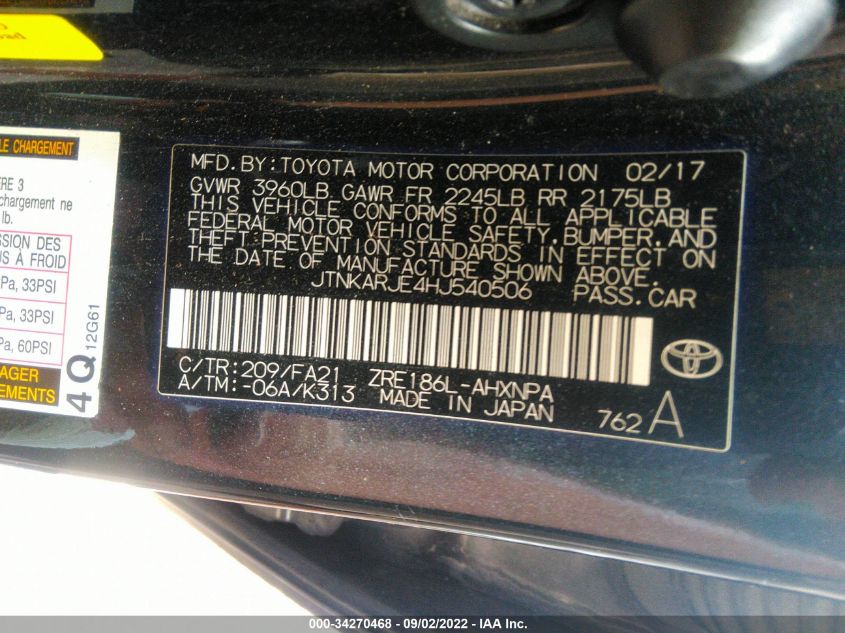 oad
LE CHARGEMENT
RE 3
chargement ne
lb.
SSION DES
US À FROID
Pa, 33PSI
Pa, 33PSI
Pa, 60PSI
AGER
EMENTS
4Q 12G61
MFD. BY: TOYOTA MOTOR CORPORATION 02/17
GVWR 3960LB GAWR FR 2245LB RR 2175LB
THIS VEHICLE CONFORMS TO ALL APPLICABLE
FEDERAL MOTOR VEHICLE SAFETY, BUMPER, AND
THEFT PREVENTION STANDARDS IN EFFECT ON
THE DATE OF MANUFACTURE SHOWN ABOVE.
JTNKARJE4HJ540506 PASS. CAR
C/TR: 209/FA21 ZRE186L-AHXNPA
A/TM: -06A/K313 MADE IN JAPAN
762 A
000-34270468 - 09/02/2022 - IAA Inc.